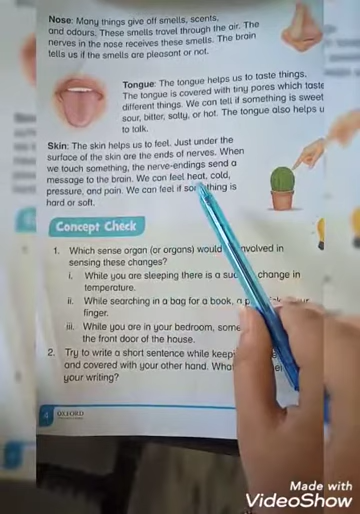 Nose: Many things give off smells, scents,
and odours. These smells travel through the air. The
nerves in the nose receives these smells. The brain
tells us if the smells are pleasant or not.
Tongue: The tongue helps us to taste things.
The tongue is covered with tiny pores which taste
different things. We can tell if something is sweet
sour, bitter, salty, or hot. The tongue also helps u
to talk.
Skin: The skin helps us to feel. Just under the
surface of the skin are the ends of nerves. When
we touch something, the nerve-endings send a
message to the brain. We can feel heat, cold,
pressure, and pain. We can feel if something is
hard or soft.
Concept Check
1. Which sense organ (or organs) would involved in
sensing these changes?
i. While you are sleeping there is a change in
temperature.
ii. While searching in a bag for a book,
finger.
iii. While you are in your bedroom,
the front door of the house.
2. Try to write a short sentence while
and covered with your other hand.
your writing?
4 OXFORD
Made with
VideoShow